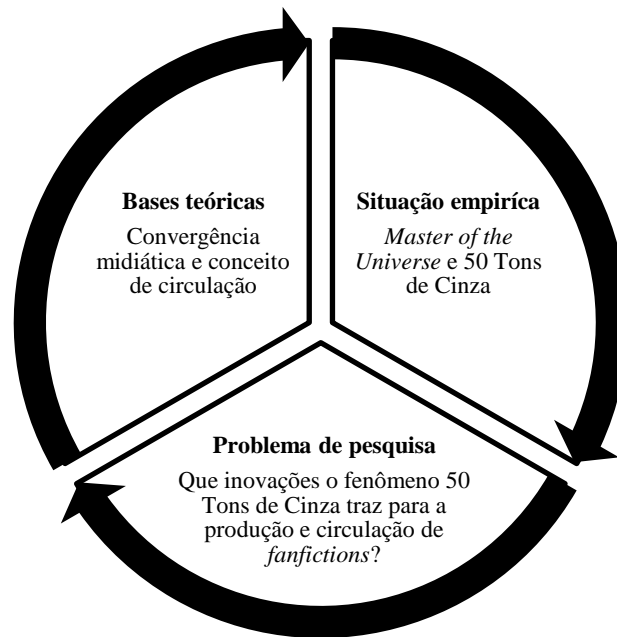 Bases teóricas
Convergência
midiática e conceito
de circulação
Situação empiríca
Master of the
Universe e 50 Tons
de Cinza
Problema de pesquisa
Que inovações o fenômeno 50
Tons de Cinza traz para a
produção e circulação de
fanfictions?